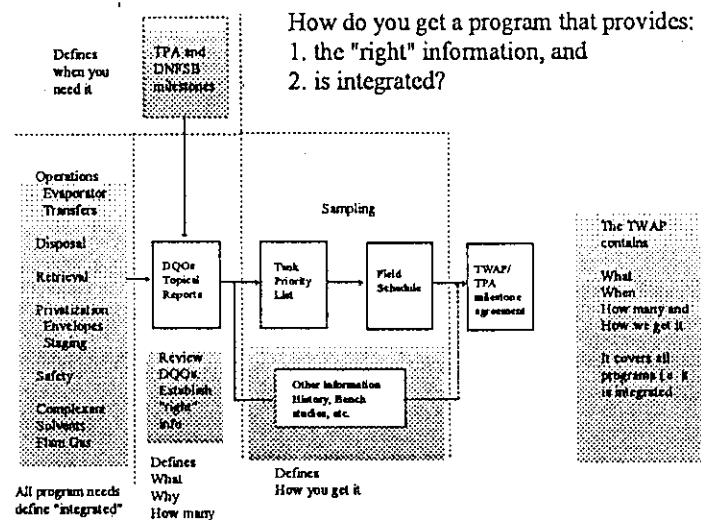 How do you get a program that provides:
1. the "right" information, and
2. is integrated?
Defines
when you
need it
TPA and
DNFSB
milestones
Operations
Evaporator
Transfers
Disposal
Retrieval
Privatization
Envelopes
Staging
Safety
Complexant
Solvents
Flam Gas
All program needs
define "integrated"
DQOs
Topical
Reports
Review
DQOs.
Establish
"right"
info
Defines
What
Why
How many
Sampling
Tank
Priority
List
Field
Schedule
Other Information
History, Bench
studies, etc.
Defines
How you get it
TWAP/
TPA
milestone
agreement
The TWAP
contains
What
When
How many and
How we get it
It covers all
programs i.e. it
is integrated